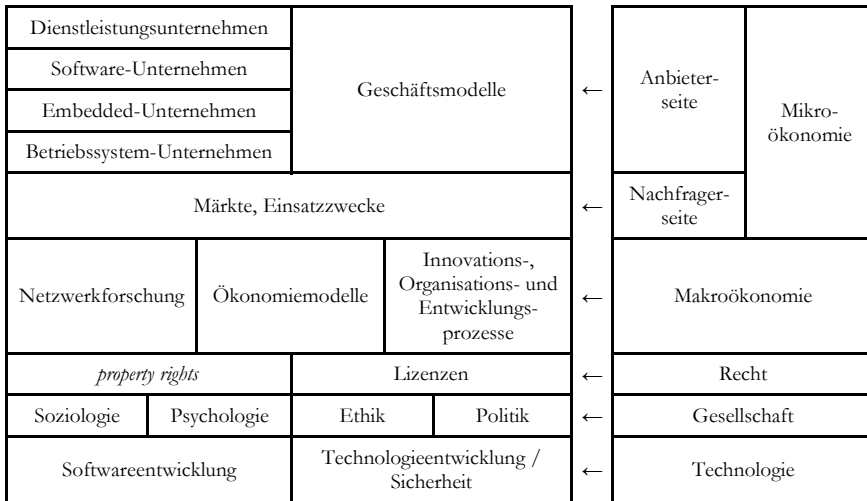 Dienstleistungsunternehmen
Software-Unternehmen
Embedded-Unternehmen
Betriebssystem-Unternehmen
Geschäftsmodelle
←
Anbieter-
seite
Mikro-
ökonomie
Märkte, Einsatzzwecke
←
Nachfrager-
seite
Netzwerkforschung
Ökonomiemodelle
Innovations-,
Organisations- und
Entwicklungs-
prozesse
←
Makroökonomie
property rights
Lizenzen
←
Recht
Soziologie
Psychologie
Ethik
Politik
←
Gesellschaft
Softwareentwicklung
Technologieentwicklung /
Sicherheit
←
Technologie